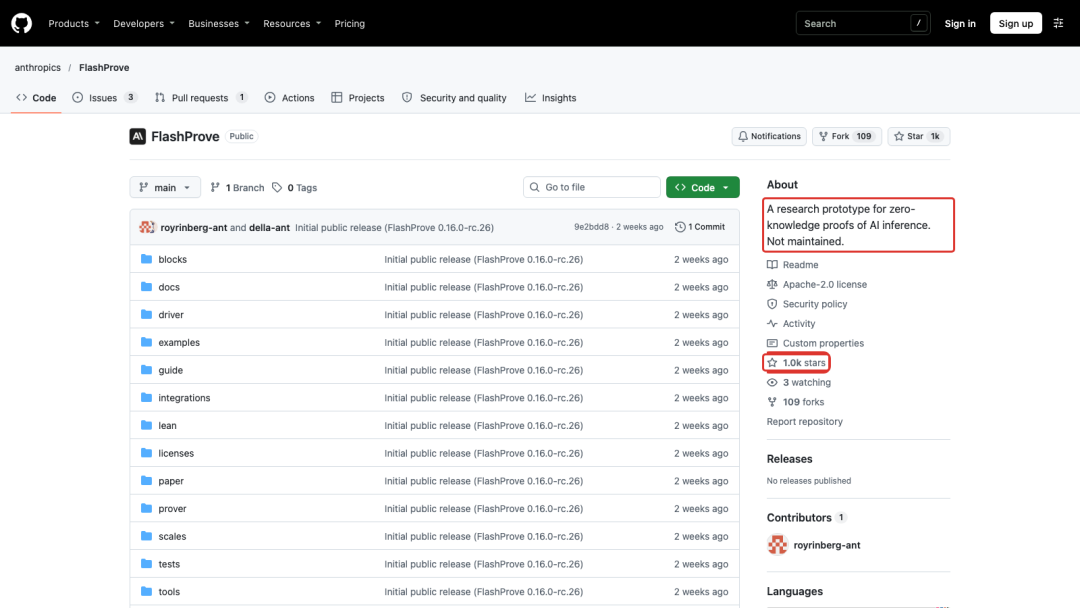 Products Developers Businesses Resources Pricing Search / Sign in Sign up
anthropics / FlashProve
Code Issues 3 Pull requests 1 Actions Projects Security and quality Insights
FlashProve Public Notifications Fork 109 Star 1k
main 1 Branch 0 Tags Go to file Code
royrinberg-ant and della-ant Initial public release (FlashProve 0.16.0-rc.26) 9e2bdd8 · 2 weeks ago 1 Commit
blocks Initial public release (FlashProve 0.16.0-rc.26) 2 weeks ago
docs Initial public release (FlashProve 0.16.0-rc.26) 2 weeks ago
driver Initial public release (FlashProve 0.16.0-rc.26) 2 weeks ago
examples Initial public release (FlashProve 0.16.0-rc.26) 2 weeks ago
guide Initial public release (FlashProve 0.16.0-rc.26) 2 weeks ago
integrations Initial public release (FlashProve 0.16.0-rc.26) 2 weeks ago
lean Initial public release (FlashProve 0.16.0-rc.26) 2 weeks ago
licenses Initial public release (FlashProve 0.16.0-rc.26) 2 weeks ago
paper Initial public release (FlashProve 0.16.0-rc.26) 2 weeks ago
prover Initial public release (FlashProve 0.16.0-rc.26) 2 weeks ago
scales Initial public release (FlashProve 0.16.0-rc.26) 2 weeks ago
tests Initial public release (FlashProve 0.16.0-rc.26) 2 weeks ago
tools Initial public release (FlashProve 0.16.0-rc.26) 2 weeks ago
About
A research prototype for zero-
knowledge proofs of AI inference.
Not maintained.
Readme
Apache-2.0 license
Security policy
Activity
Custom properties
1.0k stars
3 watching
109 forks
Report repository
Releases
No releases published
Contributors 1
royrinberg-ant
Languages